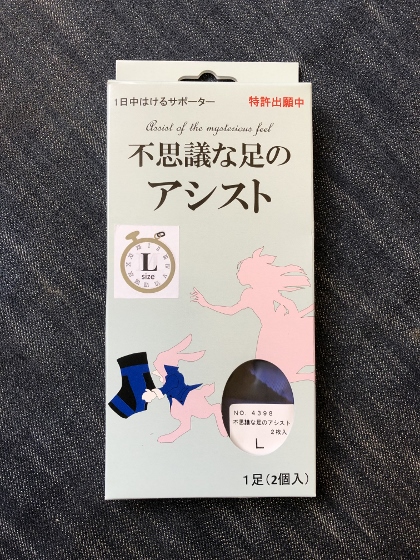 1日中はけるサポーター
特許出願中
Assist of the mysterious feel
不思議な足の
アシスト
L
size
NO. 4398
不思議な足のアシスト
2枚入
L
1足(2個入)